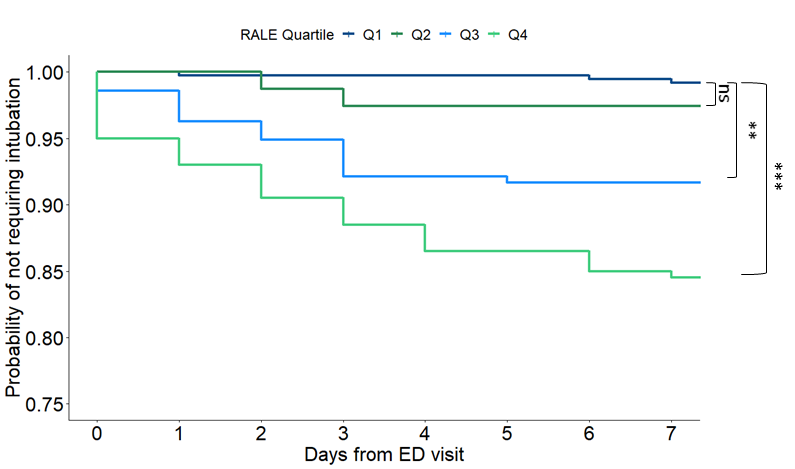 RALE Quartile Q1 Q2 Q3 Q4
Probability of not requiring intubation
1.00
0.95
0.90
0.85
0.80
0.75
ns
**
***
0 1 2 3 4 5 6 7
Days from ED visit